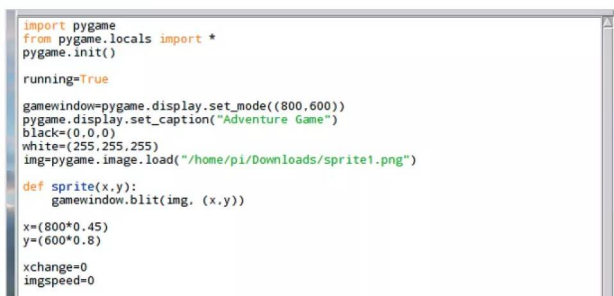 import pygame
from pygame.locals import *
pygame.init()
running=True
gamewindow=pygame.display.set_mode((800,600))
pygame.display.set_caption("Adventure Game")
black=(0,0,0)
white=(255,255,255)
img=pygame.image.load("/home/pi/Downloads/sprite1.png")
def sprite(x,y):
    gamewindow.blit(img, (x,y))
x=(800*0.45)
y=(600*0.8)
xchange=0
imgspeed=0